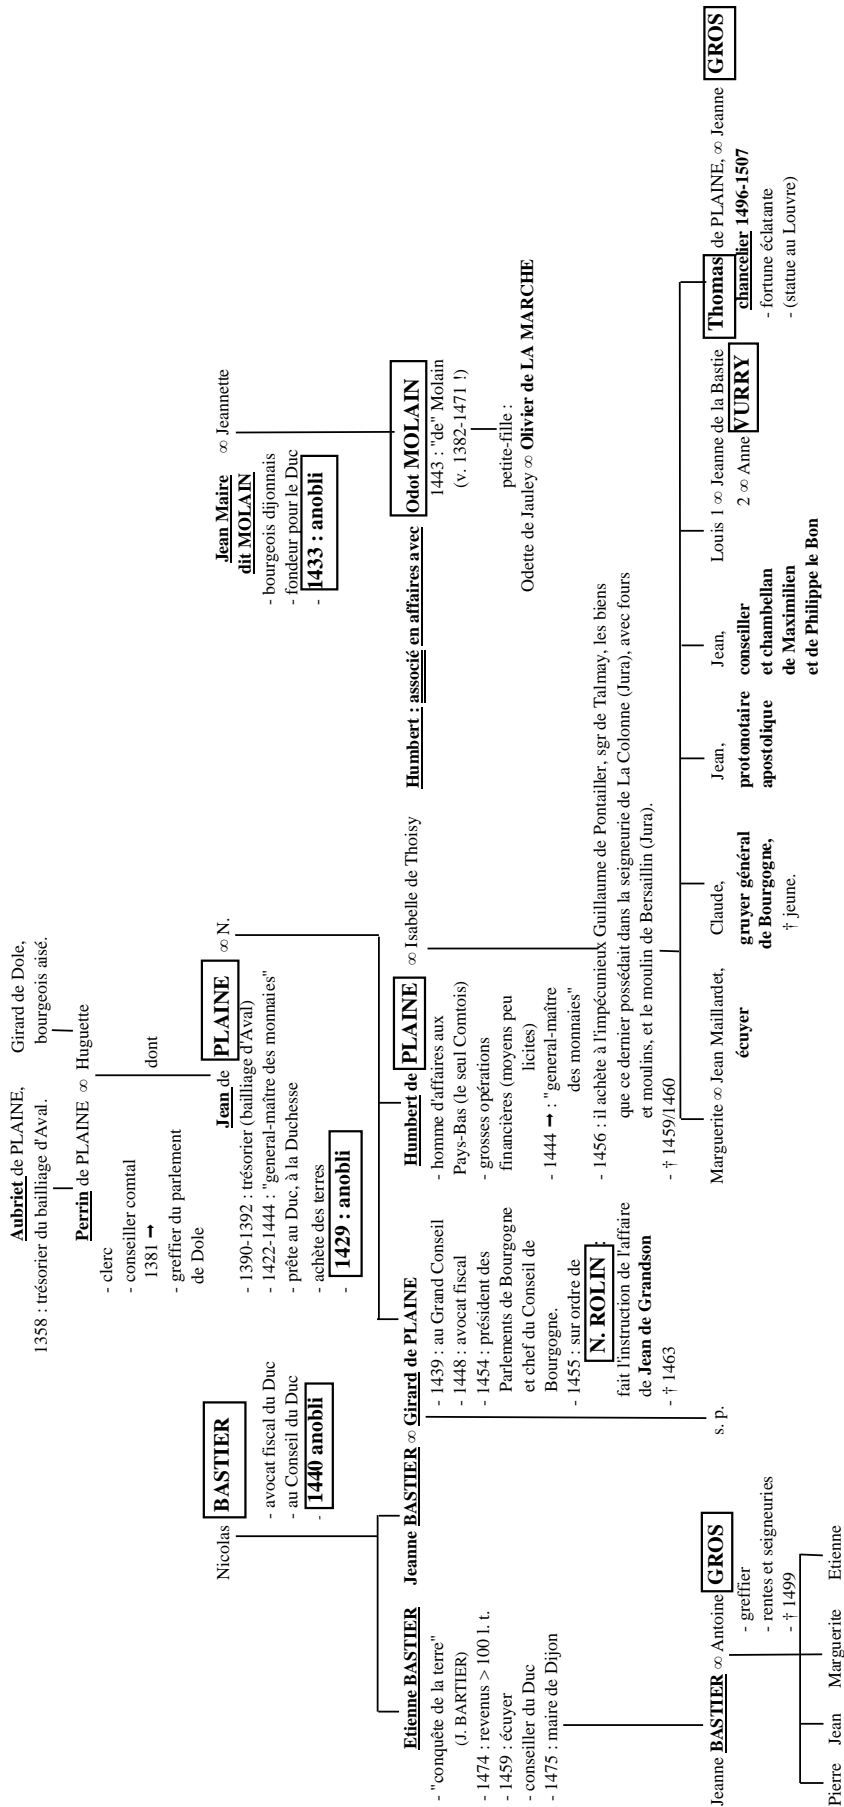 Aubriet de PLAINE,
1358 : trésorier du bailliage d'Aval.
Girard de Dole,
bourgeois aisé.
Perrin de PLAINE ∞ Huguette
- clerc
- conseiller comtal
1381 ➞
- greffier du parlement
de Dole
dont
Nicolas BASTIER
- avocat fiscal du Duc
- au Conseil du Duc
- 1440 anobli
Jean de PLAINE ∞ N.
- 1390-1392 : trésorier (bailliage d'Aval)
- 1422-1444 : "general-maître des monnaies"
- prête au Duc, à la Duchesse
- achète des terres
- 1429 : anobli
Jean Maire ∞ Jeannette
dit MOLAIN
- bourgeois dijonnais
- fondeur pour le Duc
- 1433 : anobli
Etienne BASTIER
- "conquête de la terre"
(J. BARTIER)
- 1474 : revenus > 100 l. t.
- 1459 : écuyer
- conseiller du Duc
- 1475 : maire de Dijon
Jeanne BASTIER ∞ Girard de PLAINE
- 1439 : au Grand Conseil
- 1448 : avocat fiscal
- 1454 : président des
Parlements de Bourgogne
et chef du Conseil de
Bourgogne.
- 1455 : sur ordre de
N. ROLIN :
fait l'instruction de l'affaire
de Jean de Grandson
- † 1463
Humbert de PLAINE ∞ Isabelle de Thoisy
- homme d'affaires aux
Pays-Bas (le seul Comtois)
- grosses opérations
financières (moyens peu
licites)
- 1444 ➞ : "general-maître
des monnaies"
- 1456 : il achète à l'impécunieux Guillaume de Pontailler, sgr de Talmay, les biens
que ce dernier possédait dans la seigneurie de La Colonne (Jura), avec fours
et moulins, et le moulin de Bersaillin (Jura).
- † 1459/1460
Humbert : associé en affaires avec Odot MOLAIN
1443 : "de" Molain
(v. 1382-1471 !)
petite-fille :
Odette de Jauley ∞ Olivier de LA MARCHE
Jeanne BASTIER ∞ Antoine GROS
- greffier
- rentes et seigneuries
- † 1499
s. p.
Marguerite ∞ Jean Maillardet,
écuyer
Claude,
gruyer général
de Bourgogne,
† jeune.
Jean,
protonotaire
apostolique
Jean,
conseiller
et chambellan
de Maximilien
et de Philippe le Bon
Louis 1 ∞ Jeanne de la Bastie
2 ∞ Anne VURRY
Thomas de PLAINE, ∞ Jeanne GROS
chancelier 1496-1507
- fortune éclatante
- (statue au Louvre)
Pierre Jean Marguerite Etienne